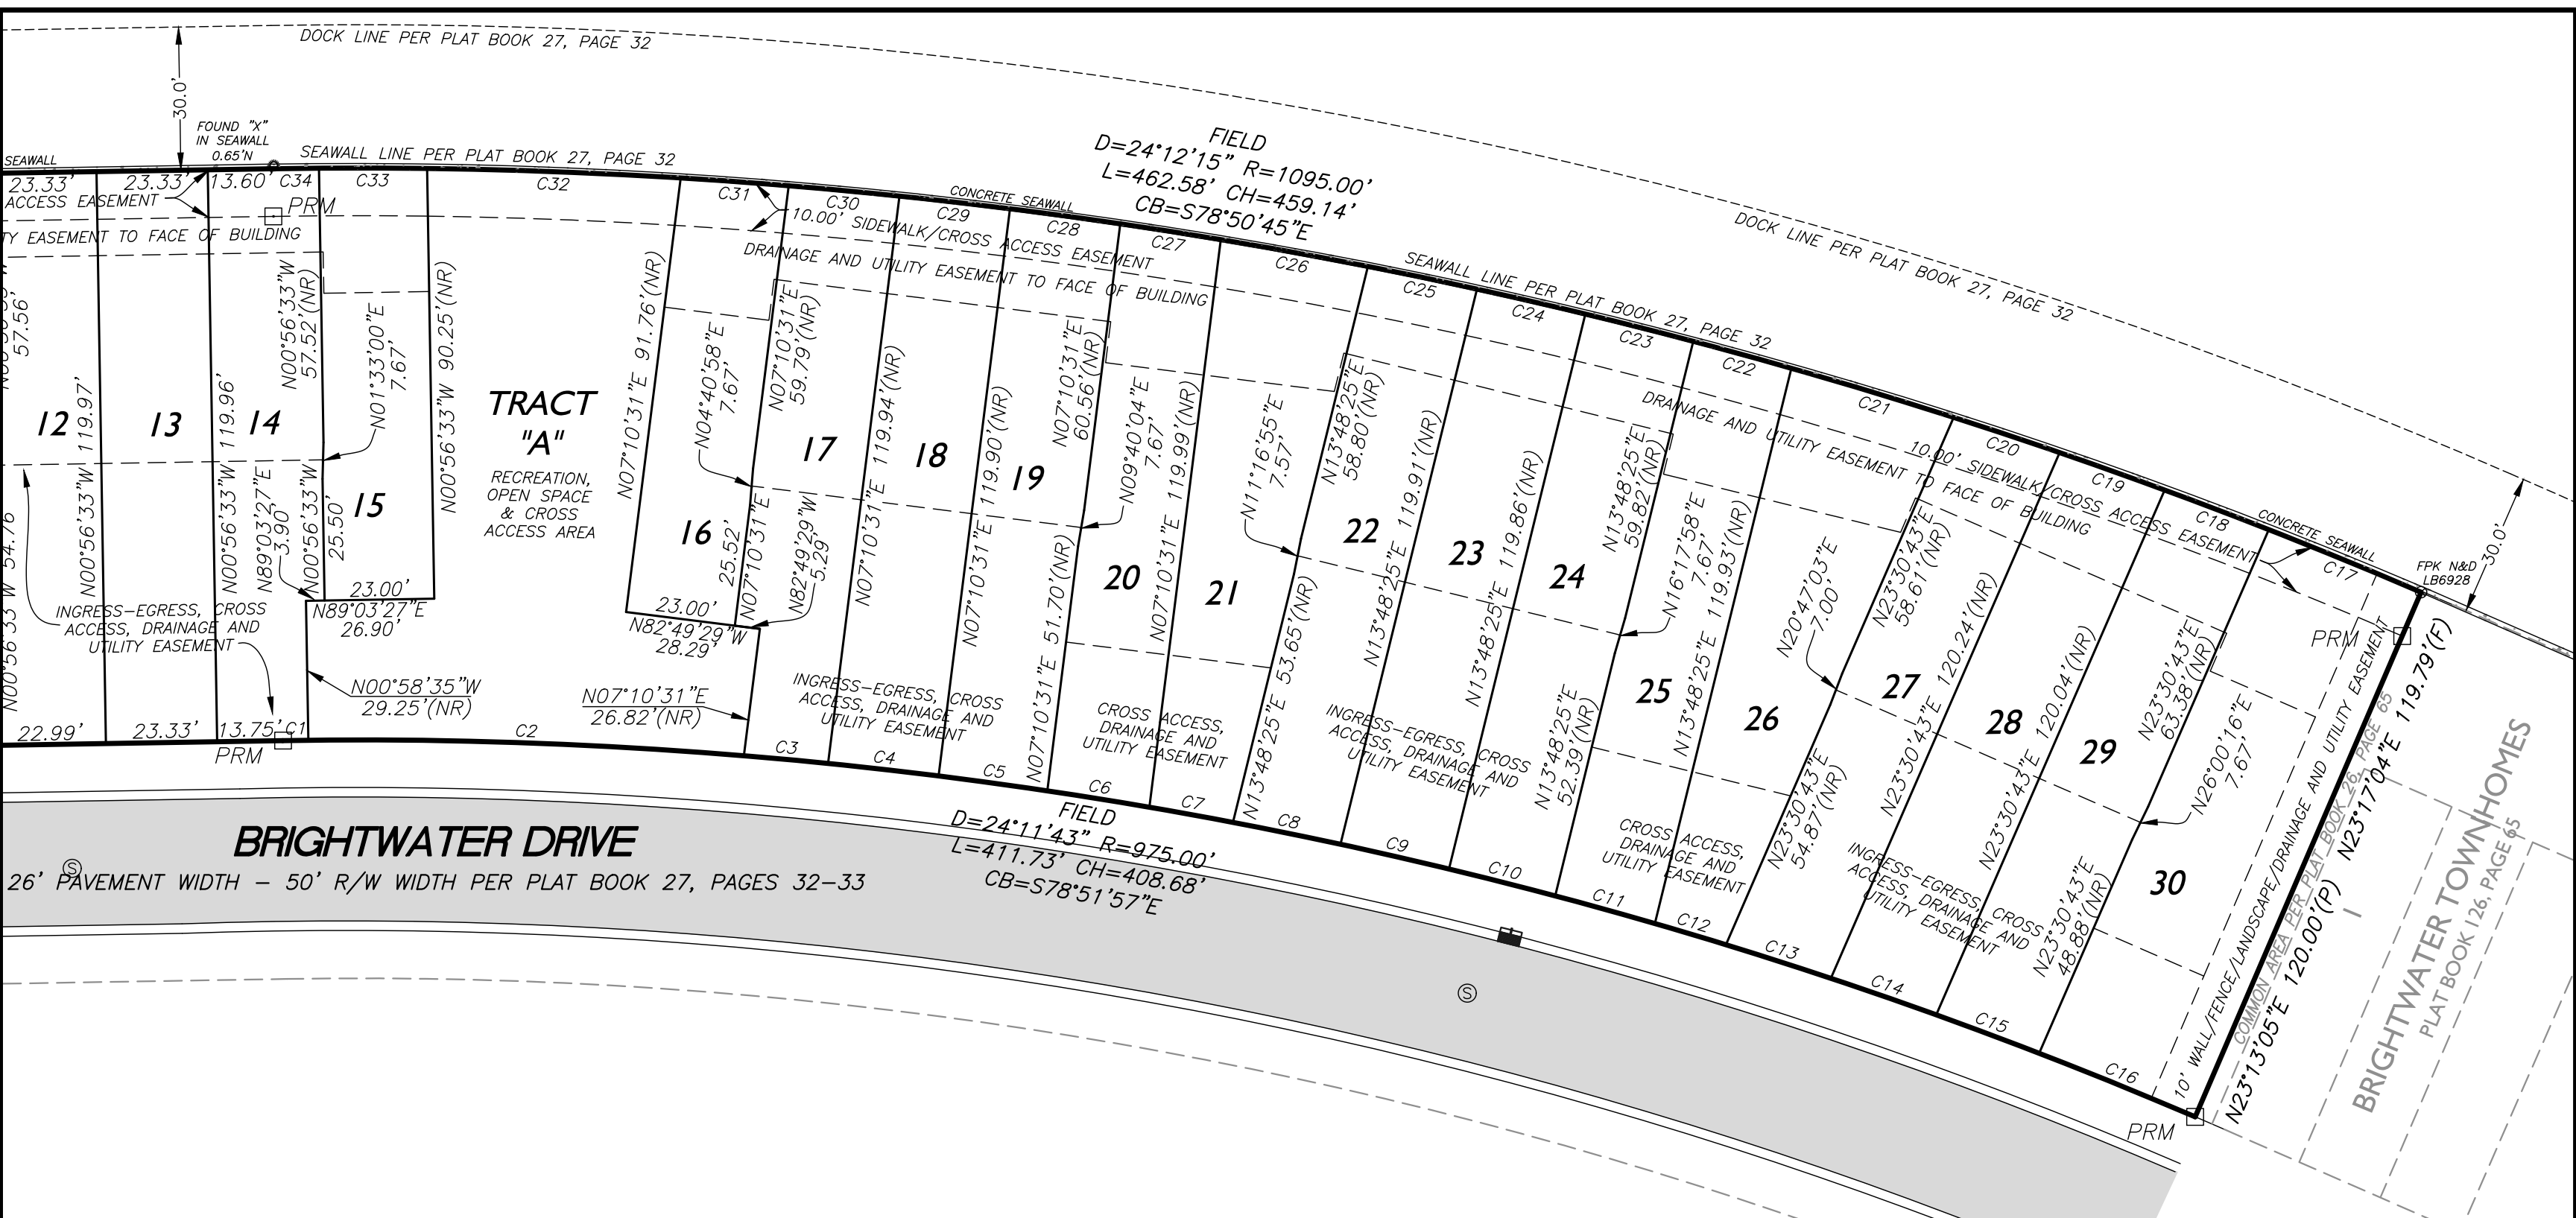 DOCK LINE PER PLAT BOOK 27, PAGE 32
30.0'
FOUND "X"
IN SEAWALL
0.65'N
SEAWALL
SEAWALL LINE PER PLAT BOOK 27, PAGE 32
23.33'
23.33'
13.60'
C34
C33
C32
C31
C30
C29
C28
C27
C26
C25
C24
C23
C22
C21
C20
C19
C18
C17
ACCESS EASEMENT
PRM
TY EASEMENT TO FACE OF BUILDING
CONCRETE SEAWALL
FIELD
D=24°12'15" R=1095.00'
L=462.58' CH=459.14'
CB=S78°50'45"E
SEAWALL LINE PER PLAT BOOK 27, PAGE 32
DOCK LINE PER PLAT BOOK 27, PAGE 32
10.00' SIDEWALK/CROSS ACCESS EASEMENT
DRAINAGE AND UTILITY EASEMENT TO FACE OF BUILDING
DRAINAGE AND UTILITY EASEMENT TO FACE OF BUILDING
10.00' SIDEWALK/CROSS ACCESS EASEMENT
CONCRETE SEAWALL
FPK N&D
LB6928
30.0'
57.56'
N00°56'33"W 54.76
12
N00°56'33"W 119.97'
13
N00°56'33"W 119.96'
14
N00°56'33"W
57.52'(NR)
N01°33'00"E
7.67'
N89°03'27"E
3.90'
N00°56'33"W
25.50'
15
N00°56'33"W 90.25'(NR)
23.00'
N89°03'27"E
26.90'
INGRESS-EGRESS, CROSS
ACCESS, DRAINAGE AND
UTILITY EASEMENT
N00°58'35"W
29.25'(NR)
TRACT
"A"
RECREATION,
OPEN SPACE
& CROSS
ACCESS AREA
N07°10'31"E 91.76'(NR)
N04°40'58"E
7.67'
N07°10'31"E
59.79'(NR)
16
25.52'
N07°10'31"E
N82°49'29"W
5.29'
23.00'
N82°49'29"W
28.29'
N07°10'31"E
26.82'(NR)
17
N07°10'31"E 119.94'(NR)
18
N07°10'31"E 119.90'(NR)
19
N07°10'31"E
60.56'(NR)
N09°40'04"E
7.67'
N07°10'31"E 51.70'(NR)
INGRESS-EGRESS, CROSS
ACCESS, DRAINAGE AND
UTILITY EASEMENT
20
N07°10'31"E 119.99'(NR)
21
CROSS ACCESS,
DRAINAGE AND
UTILITY EASEMENT
N11°16'55"E
7.57'
N13°48'25"E
58.80'(NR)
N13°48'25"E 53.65'(NR)
22
N13°48'25"E 119.91'(NR)
23
N13°48'25"E 119.86'(NR)
24
N13°48'25"E
59.82'(NR)
N16°17'58"E
7.67'
N13°48'25"E
52.39'(NR)
INGRESS-EGRESS, CROSS
ACCESS, DRAINAGE AND
UTILITY EASEMENT
25
N13°48'25"E 119.93'(NR)
26
CROSS ACCESS,
DRAINAGE AND
UTILITY EASEMENT
N20°47'03"E
7.00'
N23°30'43"E
58.61'(NR)
N23°30'43"E
54.87'(NR)
27
N23°30'43"E 120.24'(NR)
28
N23°30'43"E 120.04'(NR)
29
N23°30'43"E
63.38'(NR)
N26°00'16"E
7.67'
N23°30'43"E
48.88'(NR)
INGRESS-EGRESS, CROSS
ACCESS, DRAINAGE AND
UTILITY EASEMENT
30
PRM
10' WALL/FENCE/LANDSCAPE/DRAINAGE AND UTILITY EASEMENT
COMMON AREA PER PLAT BOOK 26, PAGE 65
N23°13'05"E 120.00'(P) N23°17'04"E 119.79'(F)
1
BRIGHTWATER TOWNHOMES
PLAT BOOK 126, PAGE 65
22.99'
23.33'
13.75'
C1
PRM
C2
C3
C4
C5
C6
C7
C8
C9
C10
C11
C12
C13
C14
C15
C16
PRM
FIELD
D=24°11'43" R=975.00'
L=411.73' CH=408.68'
CB=S78°51'57"E
BRIGHTWATER DRIVE
S
26' PAVEMENT WIDTH – 50' R/W WIDTH PER PLAT BOOK 27, PAGES 32-33
S